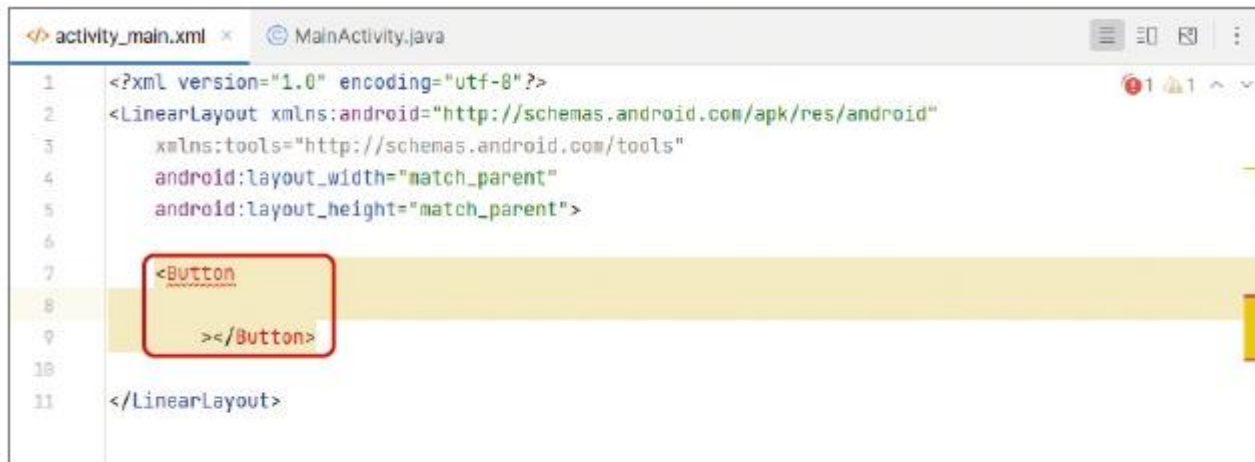 </> activity_main.xml × © MainActivity.java
1 <?xml version="1.0" encoding="utf-8"?>
1 1
2 <LinearLayout xmlns:android="http://schemas.android.com/apk/res/android"
3 xmlns:tools="http://schemas.android.com/tools"
4 android:layout_width="match_parent"
5 android:layout_height="match_parent">
6
7 <Button
8
9 ></Button>
10
11 </LinearLayout>